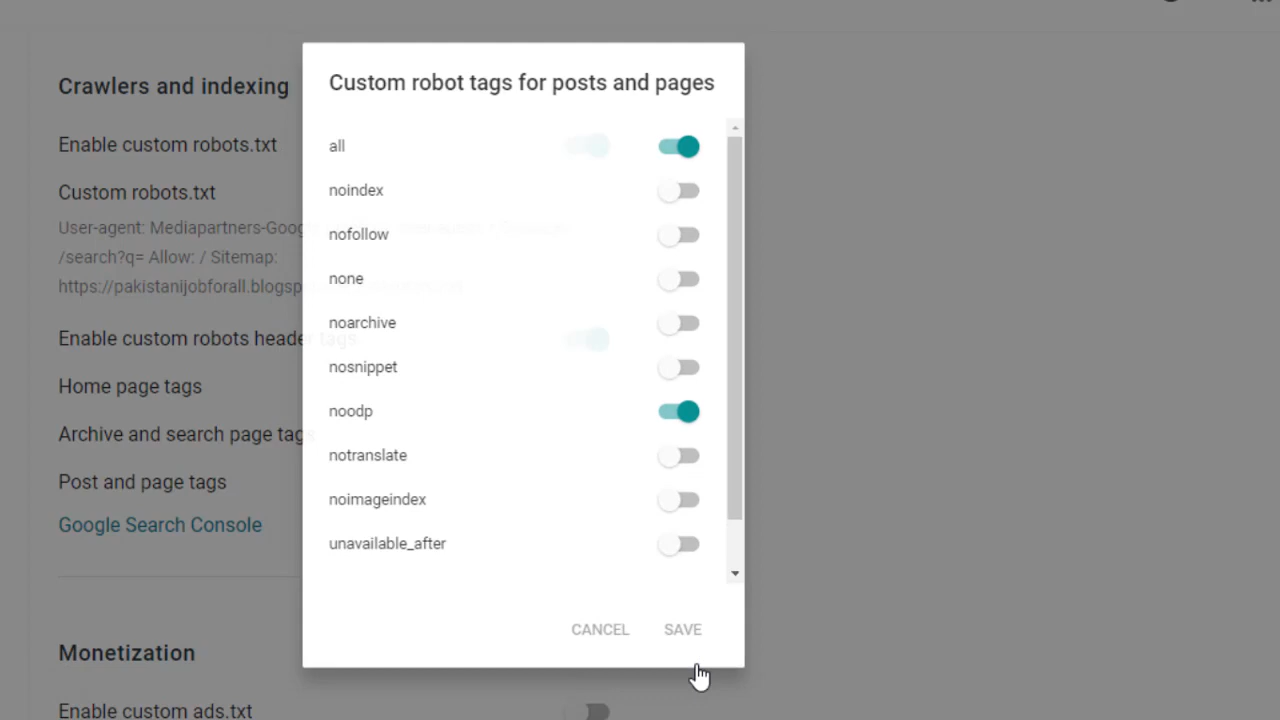 Crawlers and indexing
Enable custom robots.txt
Custom robots.txt
User-agent: Mediapartners-Goog
/search?q= Allow: / Sitemap:
https://pakistanijobforall.blogsp
Enable custom robots header tags
Home page tags
Archive and search page tags
Post and page tags
Google Search Console
Monetization
Enable custom ads.txt
Custom robot tags for posts and pages
all
noindex
nofollow
none
noarchive
nosnippet
noodp
notranslate
noimageindex
unavailable_after
CANCEL SAVE